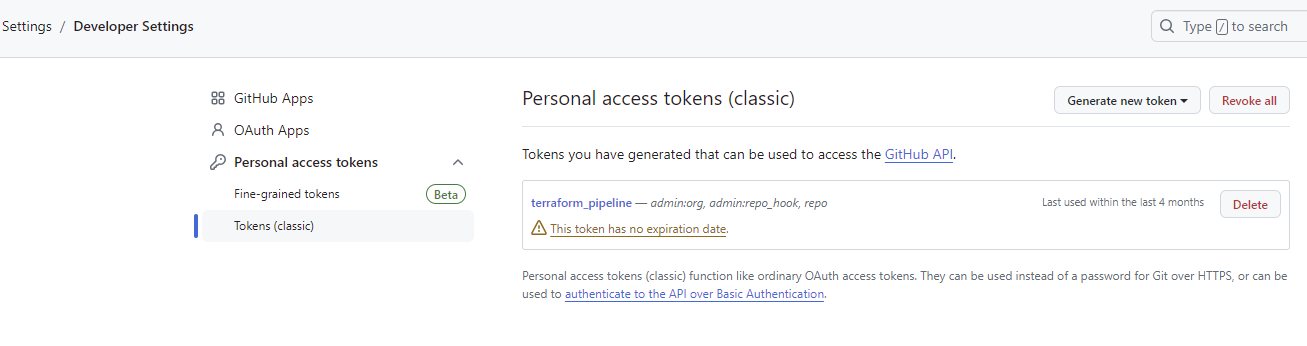 Settings / Developer Settings
Type / to search
GitHub Apps
OAuth Apps
Personal access tokens
Fine-grained tokens Beta
Tokens (classic)
Personal access tokens (classic)
Generate new token
Revoke all
Tokens you have generated that can be used to access the GitHub API.
terraform_pipeline — admin:org, admin:repo_hook, repo
Last used within the last 4 months
Delete
This token has no expiration date.
Personal access tokens (classic) function like ordinary OAuth access tokens. They can be used instead of a password for Git over HTTPS, or can be
used to authenticate to the API over Basic Authentication.